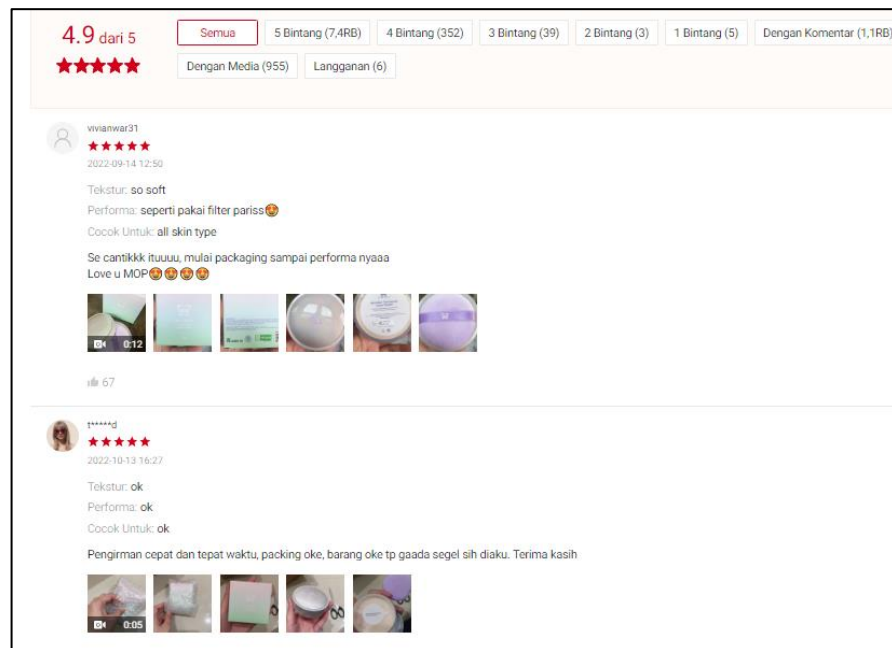 4.9 dari 5
Semua
5 Bintang (7,4RB)
4 Bintang (352)
3 Bintang (39)
2 Bintang (3)
1 Bintang (5)
Dengan Komentar (1,1RB)
Dengan Media (955)
Langganan (6)
vivianwar31
2022-09-14 12:50
Tekstur: so soft
Performa: seperti pakai filter pariss😍
Cocok Untuk: all skin type
Se cantikkk ituuuu, mulai packaging sampai performa nyaaa
Love u MOP😍😍😍😍
0:12
67
t*****d
2022-10-13 16:27
Tekstur: ok
Performa: ok
Cocok Untuk: ok
Pengirman cepat dan tepat waktu, packing oke, barang oke tp gaada segel sih diaku. Terima kasih
0:05